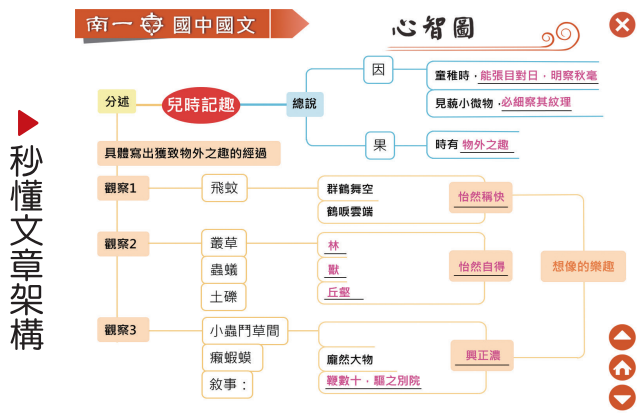 南一 國中國文
心智圖
秒懂文章架構
分述
兒時記趣
總說
因
童稚時，能張目對日，明察秋毫
見藐小微物，必細察其紋理
果
時有 物外之趣
具體寫出獲致物外之趣的經過
觀察1
飛蚊
群鶴舞空
鶴唳雲端
怡然稱快
觀察2
叢草
林
蟲蟻
獸
土礫
丘壑
怡然自得
想像的樂趣
觀察3
小蟲鬥草間
癩蝦蟆
龐然大物
敘事：
鞭數十，驅之別院
興正濃